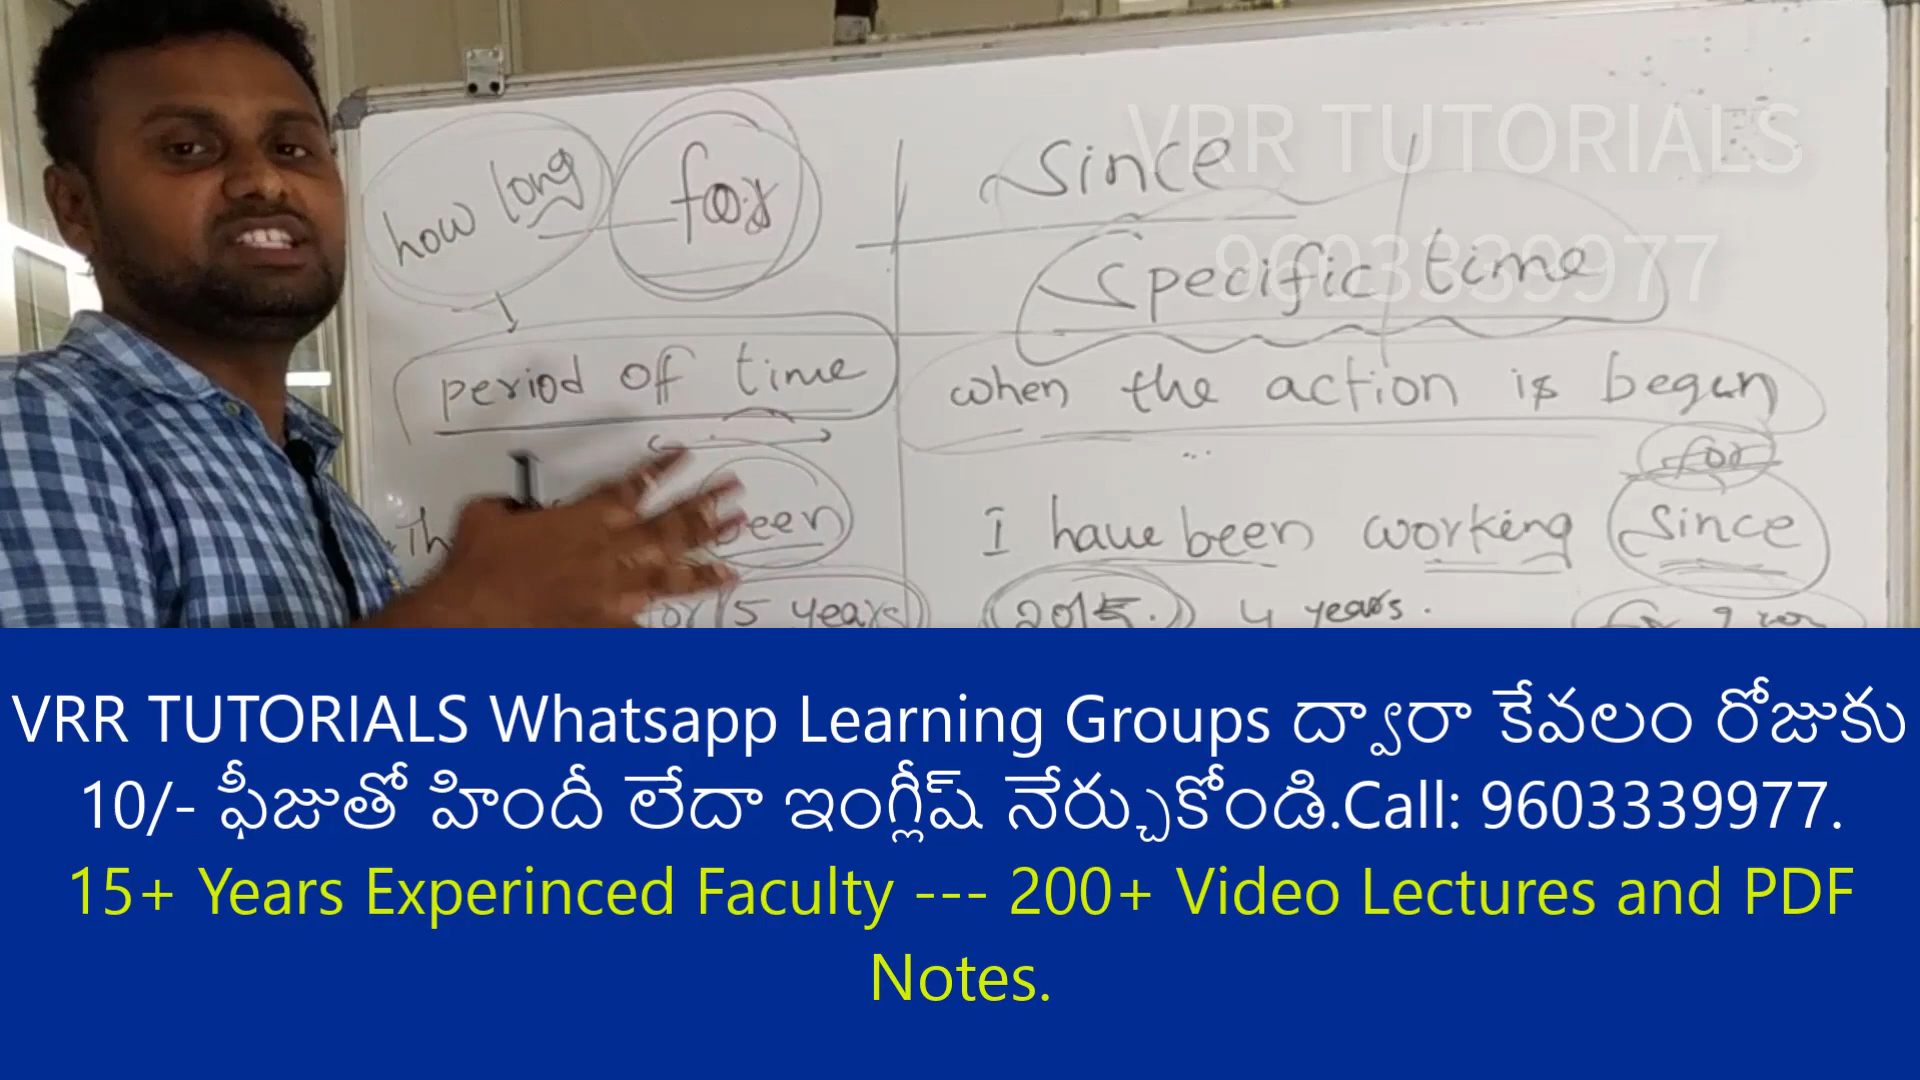 VRR TUTORIALS
9603339977
how long for
since
specific time
period of time
when the action is begun
for
been
I have been working since
for 5 years
2015. 4 years.
VRR TUTORIALS Whatsapp Learning Groups ద్వారా కేవలం రోజుకు
10/- ఫీజుతో హిందీ లేదా ఇంగ్లీష్ నేర్చుకోండి.Call: 9603339977.
15+ Years Experinced Faculty --- 200+ Video Lectures and PDF
Notes.